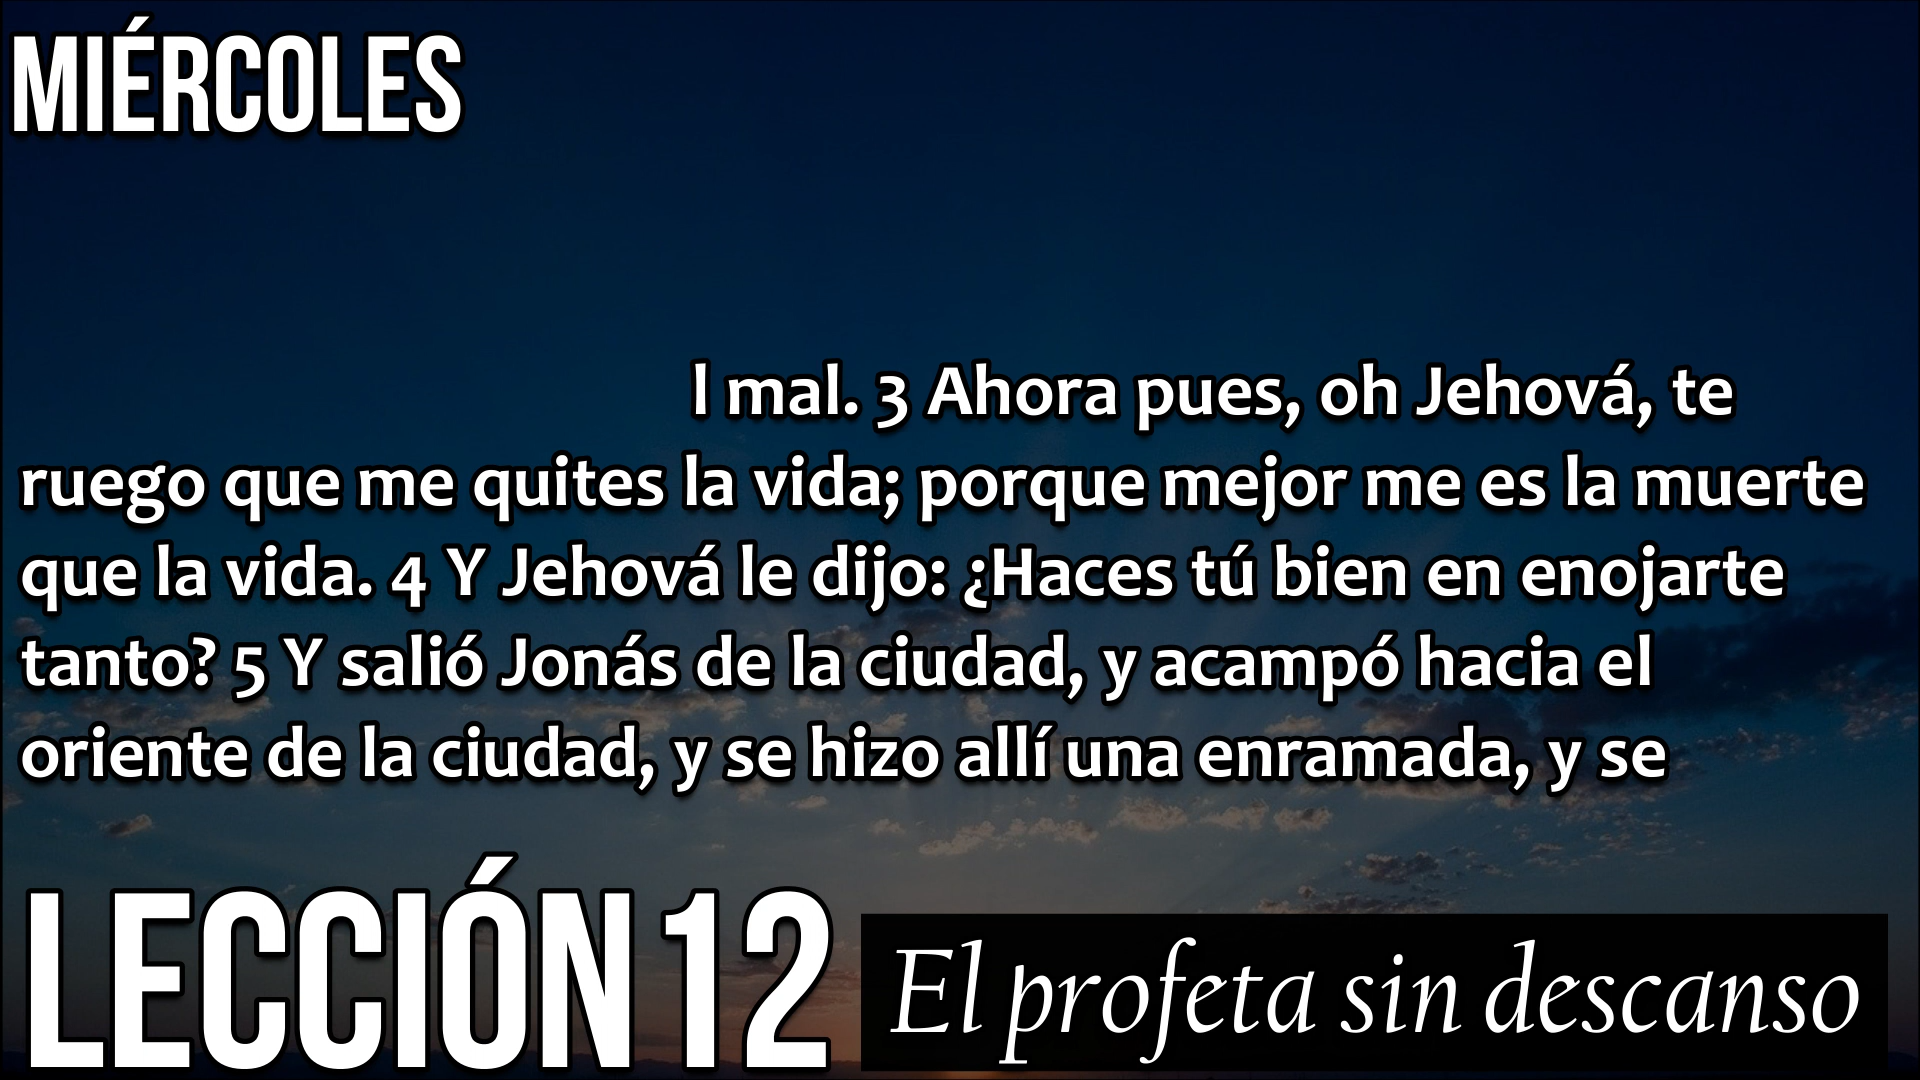 MIÉRCOLES
l mal. 3 Ahora pues, oh Jehová, te
ruego que me quites la vida; porque mejor me es la muerte
que la vida. 4 Y Jehová le dijo: ¿Haces tú bien en enojarte
tanto? 5 Y salió Jonás de la ciudad, y acampó hacia el
oriente de la ciudad, y se hizo allí una enramada, y se
LECCIÓN 12
El profeta sin descanso